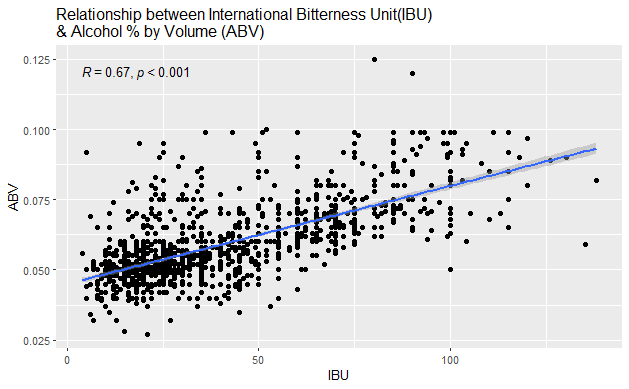 Relationship between International Bitterness Unit(IBU)
& Alcohol % by Volume (ABV)
0.125
R = 0.67, p < 0.001
0.100
0.075
0.050
0.025
ABV
0 50 100
IBU